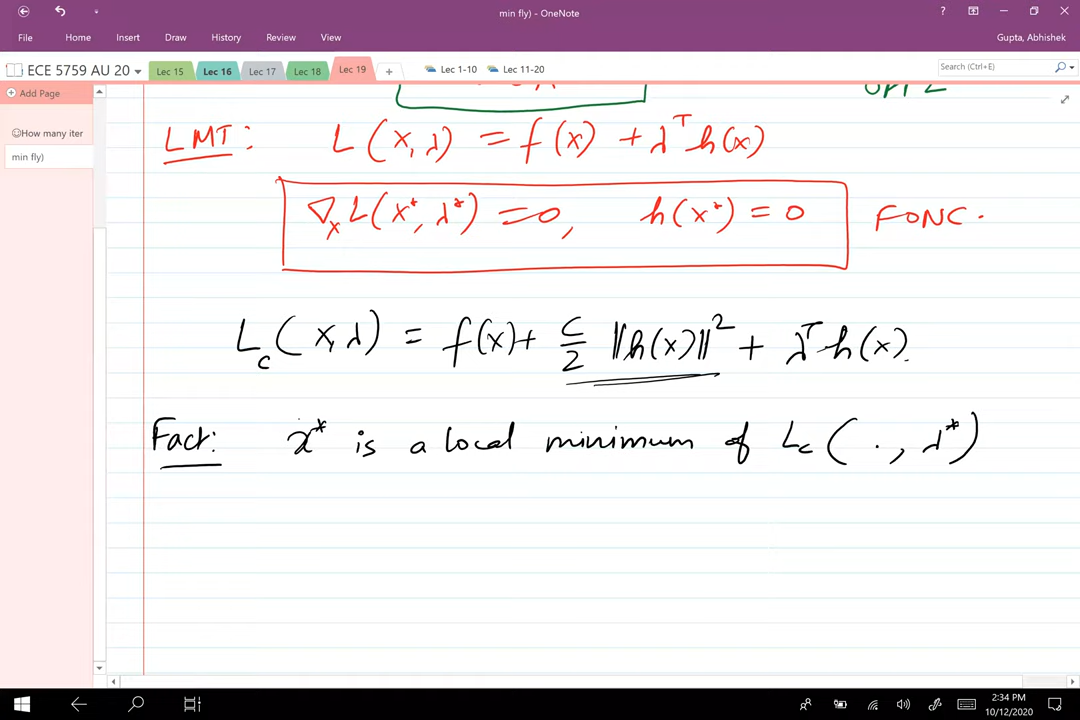 min fly) - OneNote
? Gupta, Abhishek
File Home Insert Draw History Review View
ECE 5759 AU 20 Lec 15 Lec 16 Lec 17 Lec 18 Lec 19 + Lec 1-10 Lec 11-20 Search (Ctrl+E)
Add Page
How many iter
min fly)
LMT: L(x, λ) = f(x) + λᵀh(x)
∇ₓL(x*, λ*) = 0, h(x*) = 0 FONC.
L_c(x, λ) = f(x) + c/2 ‖h(x)‖² + λᵀh(x).
Fact: x* is a local minimum of L_c(·, λ*)
2:34 PM
10/12/2020